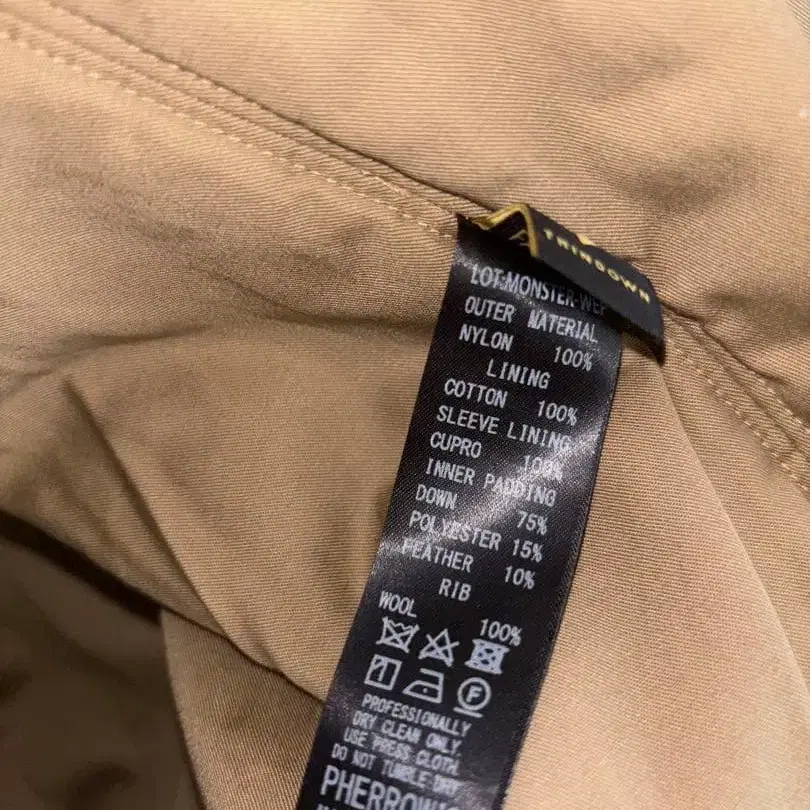 THINDOWN
LOT:MONSTER-WEP
OUTER MATERIAL
NYLON 100%
LINING
COTTON 100%
SLEEVE LINING
CUPRO 100%
INNER PADDING
DOWN 75%
POLYESTER 15%
FEATHER 10%
RIB
WOOL 100%
F
PROFESSIONALLY
DRY CLEAN ONLY.
USE PRESS CLOTH.
DO NOT TUMBLE DRY